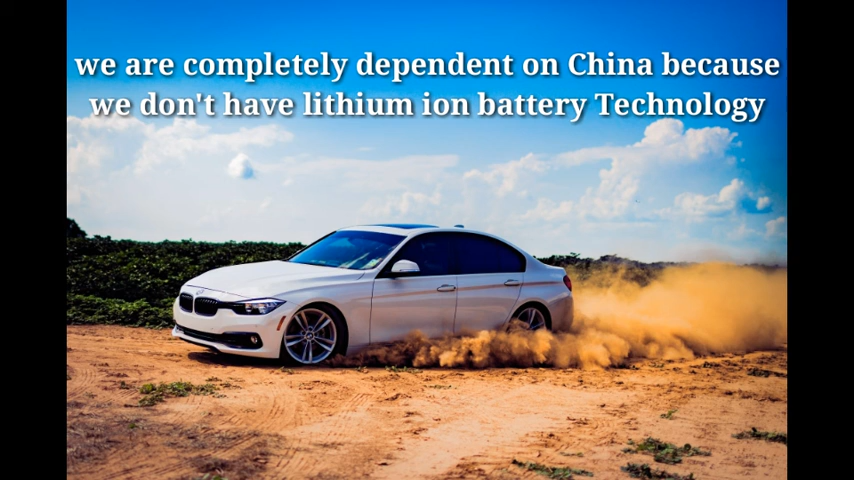 we are completely dependent on China because
we don't have lithium ion battery Technology